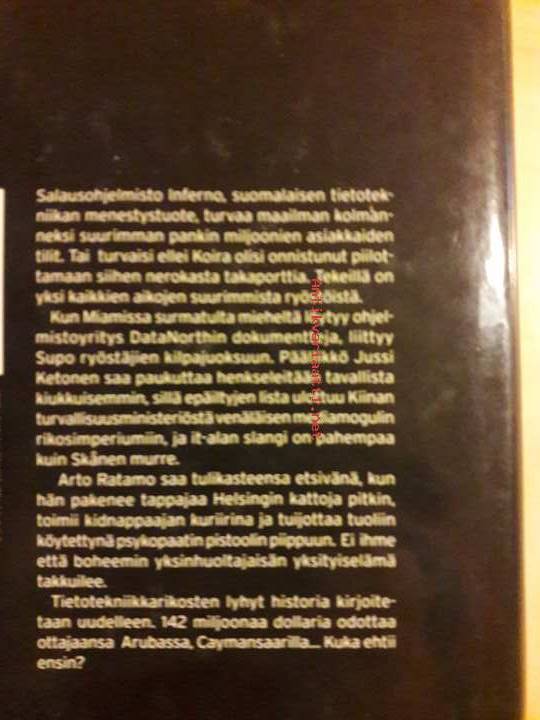 Salausohjelmisto Inferno, suomalaisen tietotek-
niikan menestystuote, turvaa maailman kolman-
neksi suurimman pankin miljoonien asiakkaiden
tilit. Tai turvaisi ellei Koira olisi onnistunut piilot-
tamaan siihen nerokasta takaporttia. Tekeillä on
yksi kaikkien aikojen suurimmista ryöstöistä.
Kun Miamissa surmatulta mieheltä löytyy ohjel-
mistoyritys DataNorthin dokumentteja, liittyy
Supo ryöstäjien kilpajuoksuun. Päällikkö Jussi
Ketonen saa paukuttaa henkseleitään tavallista
kiukkuisemmin, sillä epäiltyjen lista ulottuu Kiinan
turvallisuusministeriöstä venäläisen mediamogulin
rikosimperiumiin, ja it-alan slangi on pahempaa
kuin Skånen murre.
Arto Ratamo saa tulikasteensa etsivänä, kun
hän pakenee tappajaa Helsingin kattoja pitkin,
toimii kidnappaajan kuriirina ja tuijottaa tuoliin
köytettynä psykopaatin pistoolin piippuun. Ei ihme
että boheemin yksinhuoltajaisän yksityiselämä
takkuilee.
Tietotekniikkarikosten lyhyt historia kirjoite-
taan uudelleen. 142 miljoonaa dollaria odottaa
ottajaansa Arubassa, Caymansaarilla... Kuka ehtii
ensin?